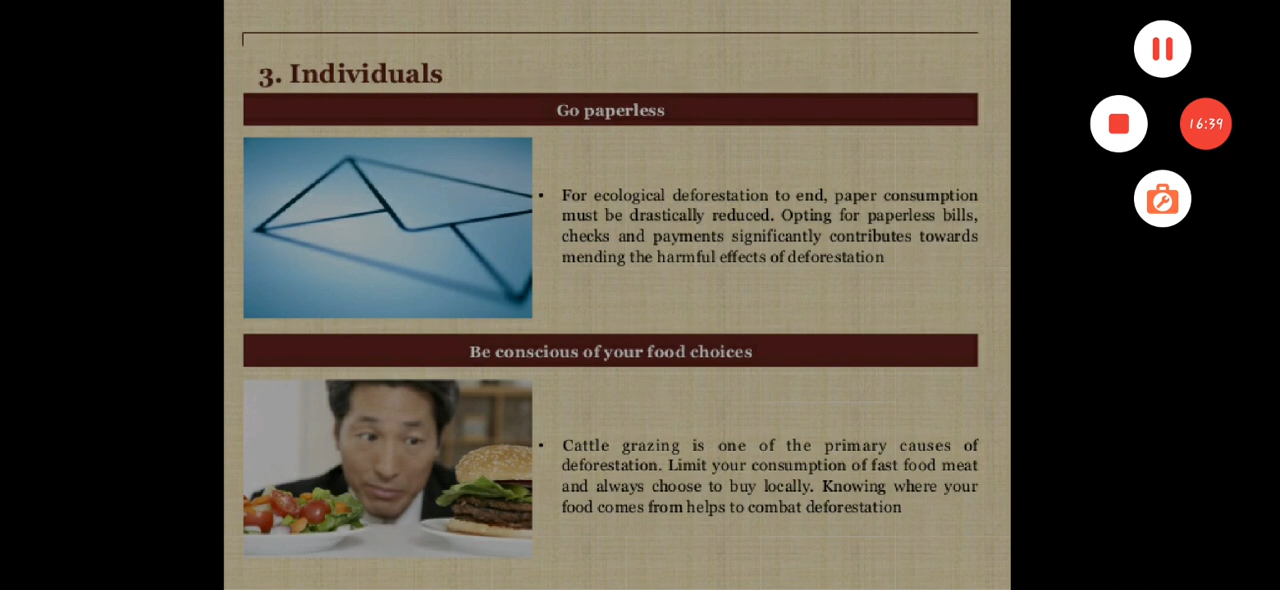 3. Individuals
Go paperless
• For ecological deforestation to end, paper consumption
must be drastically reduced. Opting for paperless bills,
checks and payments significantly contributes towards
mending the harmful effects of deforestation
Be conscious of your food choices
• Cattle grazing is one of the primary causes of
deforestation. Limit your consumption of fast food meat
and always choose to buy locally. Knowing where your
food comes from helps to combat deforestation
16:39